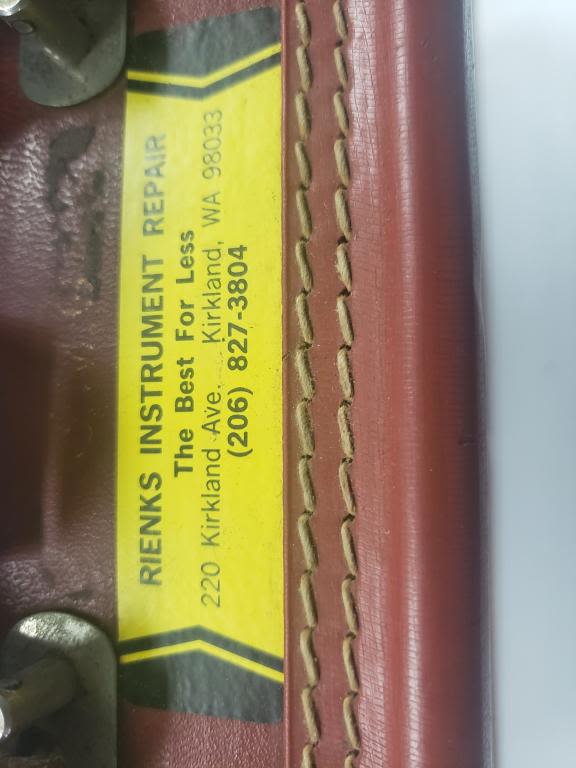 RIENKS INSTRUMENT REPAIR
The Best For Less
220 Kirkland Ave. Kirkland, WA 98033
(206) 827-3804